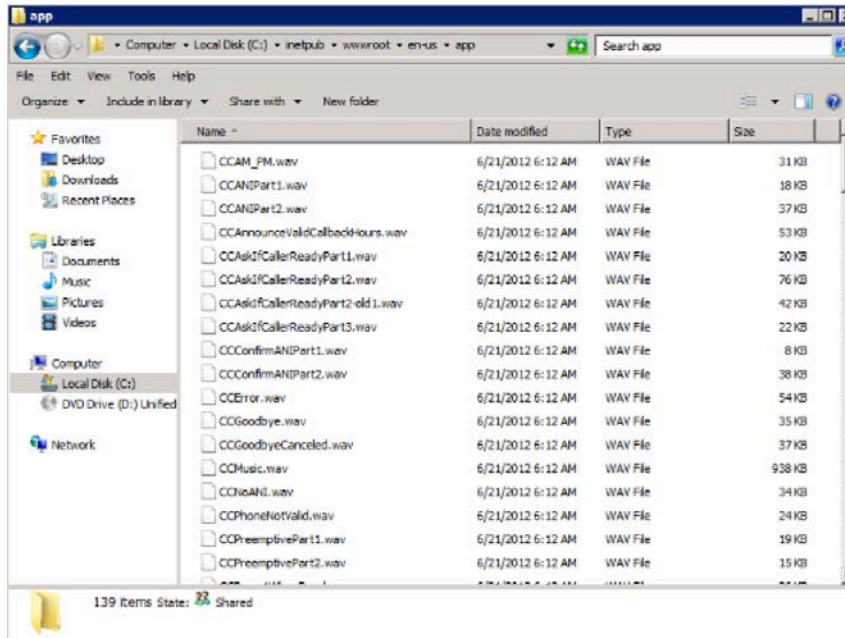 app
Computer • Local Disk (C:) • inetpub • wwwroot • en-us • app
Search app
File Edit View Tools Help
Organize Include in library Share with New folder
Favorites
Desktop
Downloads
Recent Places
Libraries
Documents
Music
Pictures
Videos
Computer
Local Disk (C:)
DVD Drive (D:) Unified
Network
Name Date modified Type Size
CCAM_PM.wav 6/21/2012 6:12 AM WAV File 31 KB
CCANIPart1.wav 6/21/2012 6:12 AM WAV File 18 KB
CCANIPart2.wav 6/21/2012 6:12 AM WAV File 37 KB
CCAnnounceValidCallbackHours.wav 6/21/2012 6:12 AM WAV File 53 KB
CCAskIfCallerReadyPart1.wav 6/21/2012 6:12 AM WAV File 20 KB
CCAskIfCallerReadyPart2.wav 6/21/2012 6:12 AM WAV File 76 KB
CCAskIfCallerReadyPart2-old1.wav 6/21/2012 6:12 AM WAV File 42 KB
CCAskIfCallerReadyPart3.wav 6/21/2012 6:12 AM WAV File 22 KB
CCConfirmANIPart1.wav 6/21/2012 6:12 AM WAV File 8 KB
CCConfirmANIPart2.wav 6/21/2012 6:12 AM WAV File 38 KB
CCError.wav 6/21/2012 6:12 AM WAV File 54 KB
CCGoodbye.wav 6/21/2012 6:12 AM WAV File 35 KB
CCGoodbyeCanceled.wav 6/21/2012 6:12 AM WAV File 37 KB
CCMusic.wav 6/21/2012 6:12 AM WAV File 938 KB
CCNoANI.wav 6/21/2012 6:12 AM WAV File 34 KB
CCPhoneNotValid.wav 6/21/2012 6:12 AM WAV File 24 KB
CCPreemptivePart1.wav 6/21/2012 6:12 AM WAV File 19 KB
CCPreemptivePart2.wav 6/21/2012 6:12 AM WAV File 15 KB
139 items State: Shared